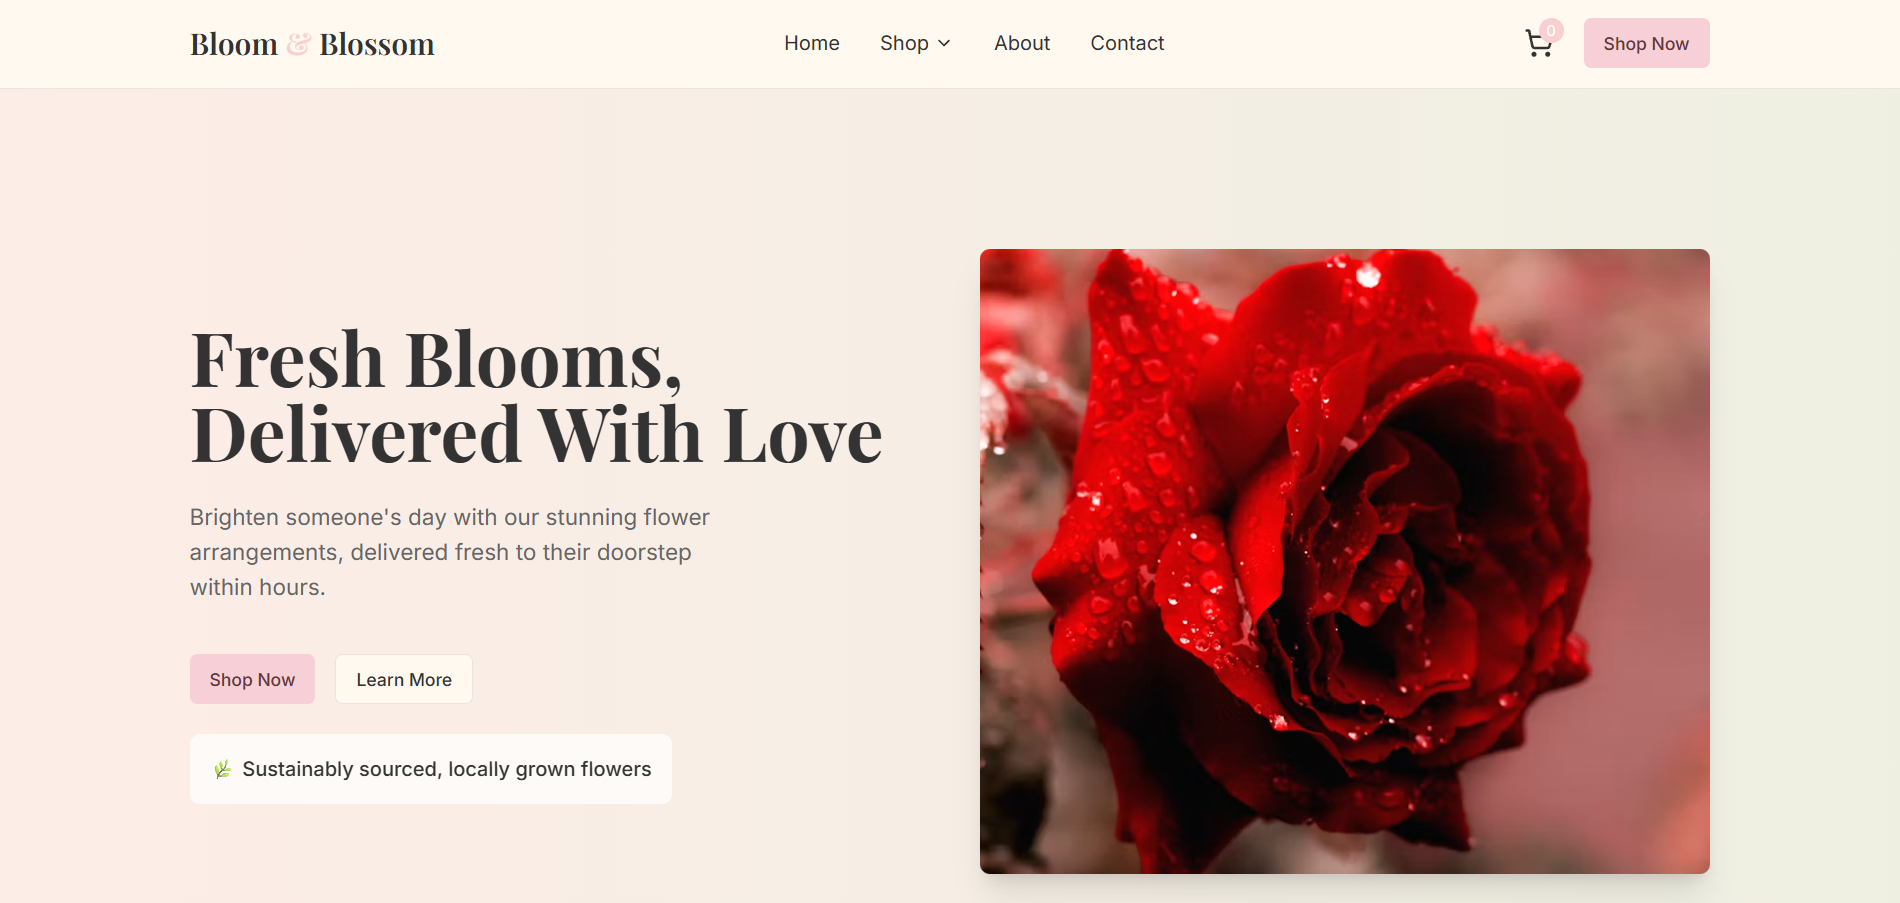 Bloom & Blossom
Home
Shop
About
Contact
0
Shop Now
Fresh Blooms,
Delivered With Love
Brighten someone's day with our stunning flower
arrangements, delivered fresh to their doorstep
within hours.
Shop Now
Learn More
🌿 Sustainably sourced, locally grown flowers